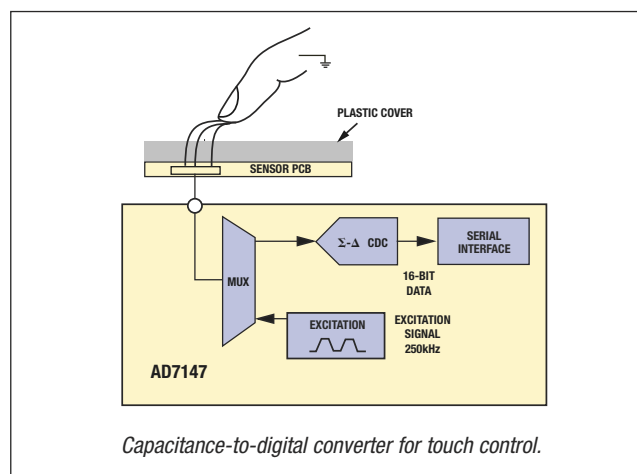 PLASTIC COVER
SENSOR PCB
Σ-Δ CDC
SERIAL
INTERFACE
MUX
16-BIT
DATA
EXCITATION
EXCITATION
SIGNAL
250kHz
AD7147
Capacitance-to-digital converter for touch control.